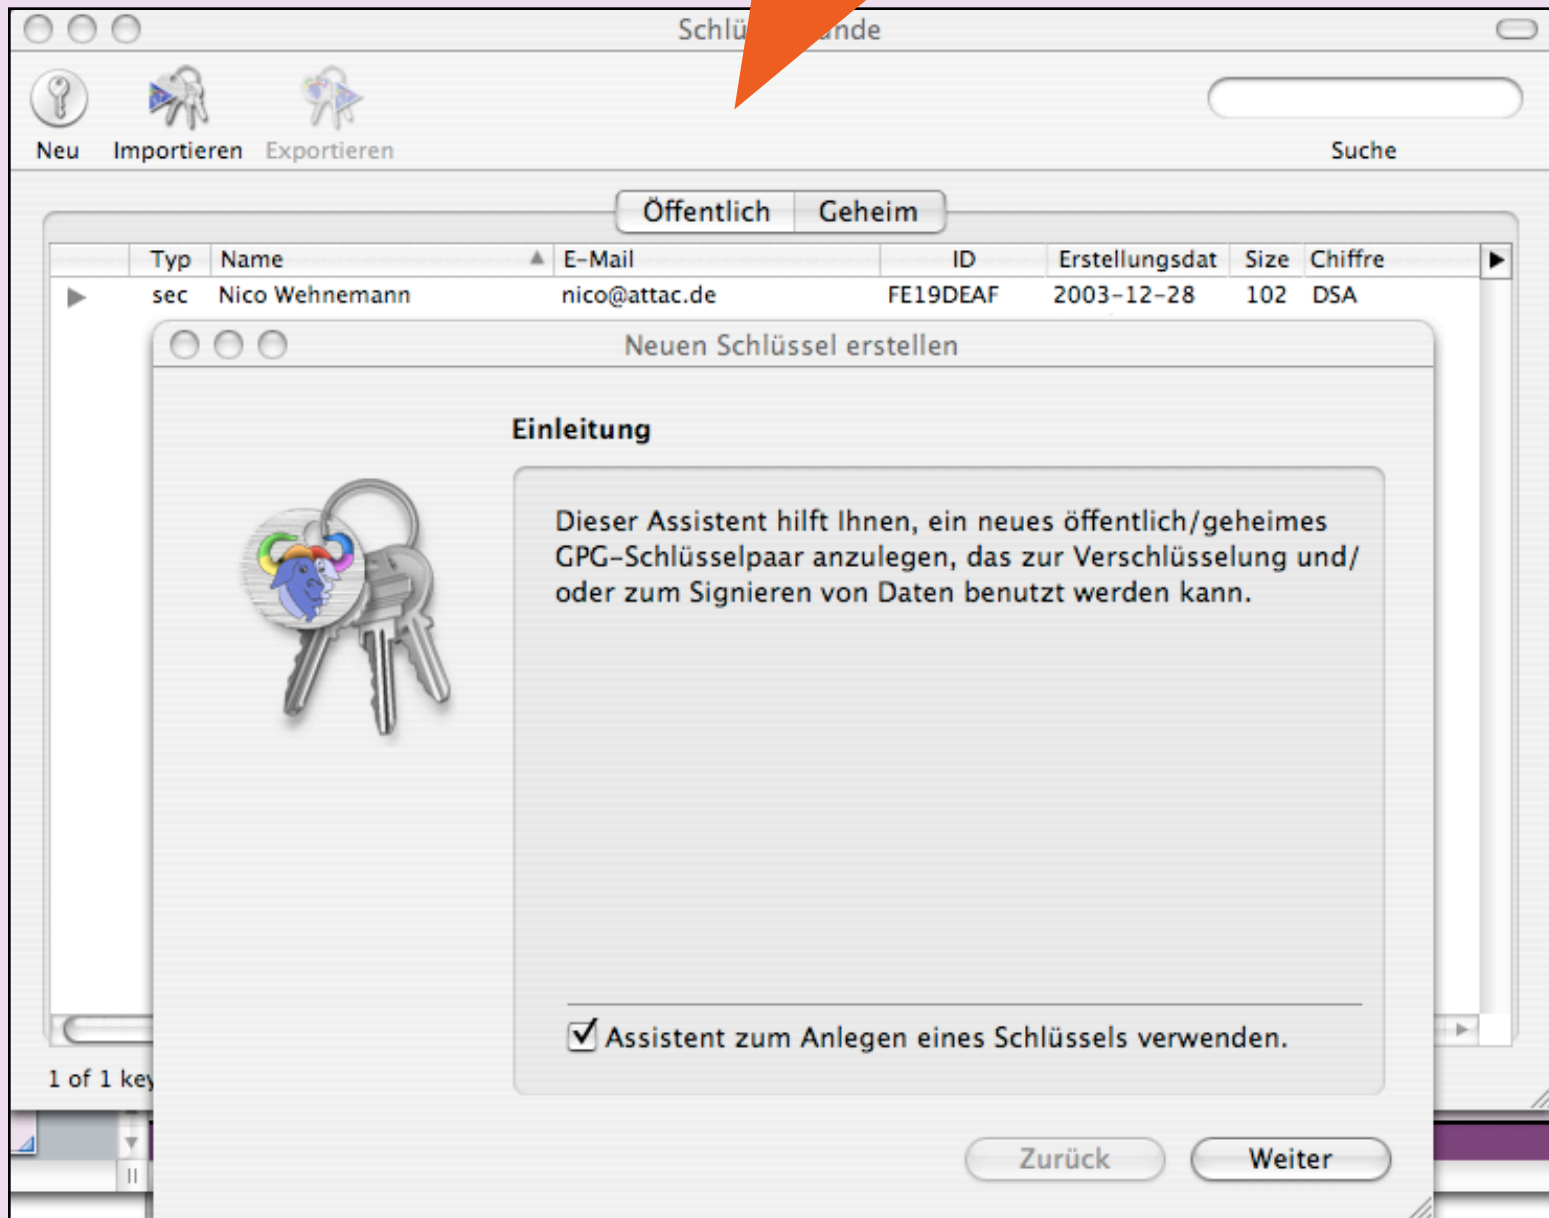 Schlü nde
Neu Importieren Exportieren
Suche
Öffentlich Geheim
Typ Name E-Mail ID Erstellungsdat Size Chiffre
sec Nico Wehnemann nico@attac.de FE19DEAF 2003-12-28 102 DSA
Neuen Schlüssel erstellen
Einleitung
Dieser Assistent hilft Ihnen, ein neues öffentlich/geheimes
GPG-Schlüsselpaar anzulegen, das zur Verschlüsselung und/
oder zum Signieren von Daten benutzt werden kann.
Assistent zum Anlegen eines Schlüssels verwenden.
1 of 1 key
Zurück Weiter